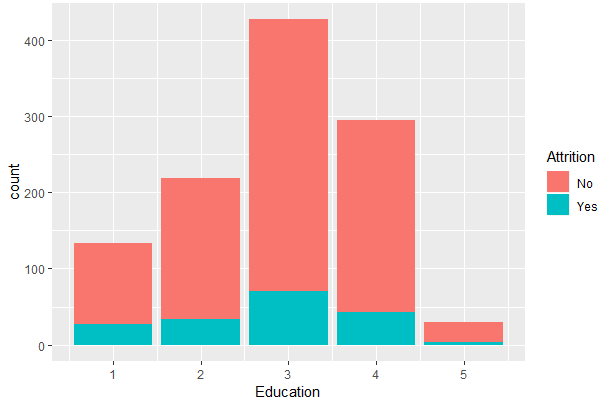 400
300
200
100
0
count
1 2 3 4 5
Education
Attrition
No
Yes